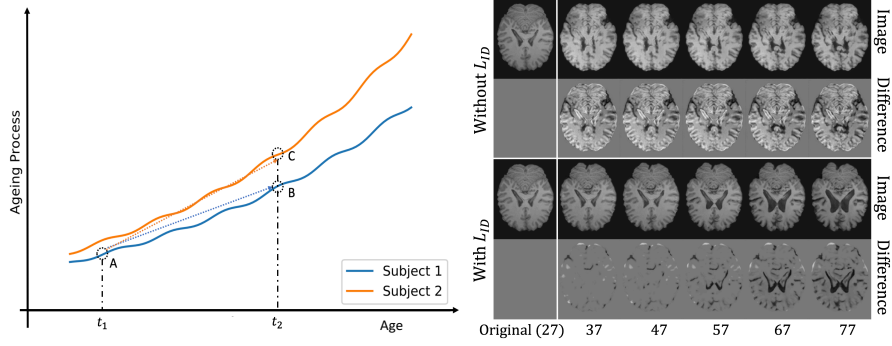 Ageing Process
A
B
C
Subject 1
Subject 2
t1
t2
Age
Without LID
With LID
Image
Difference
Image
Difference
Original (27) 37 47 57 67 77